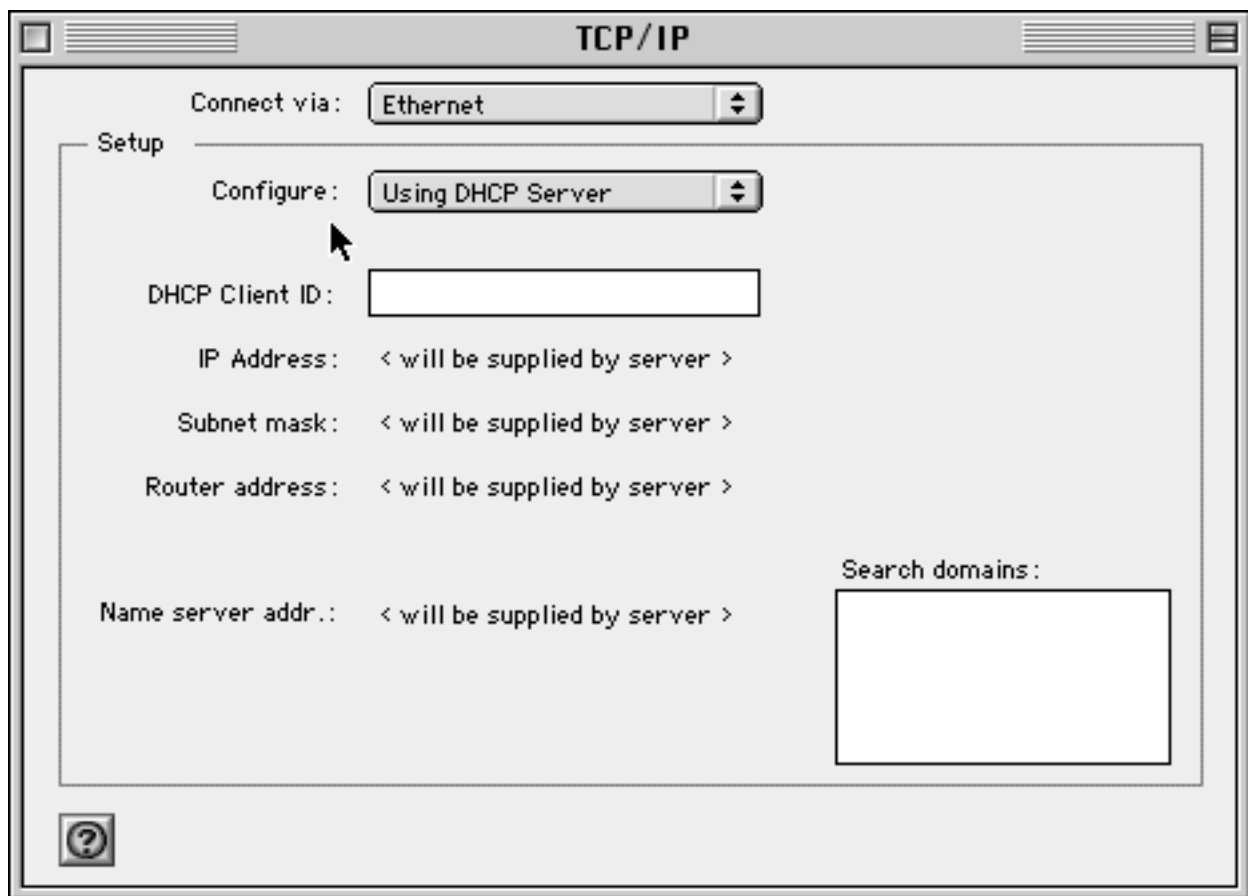 TCP/IP
Connect via: Ethernet
Setup
Configure: Using DHCP Server
DHCP Client ID:
IP Address: < will be supplied by server >
Subnet mask: < will be supplied by server >
Router address: < will be supplied by server >
Search domains:
Name server addr.: < will be supplied by server >
?